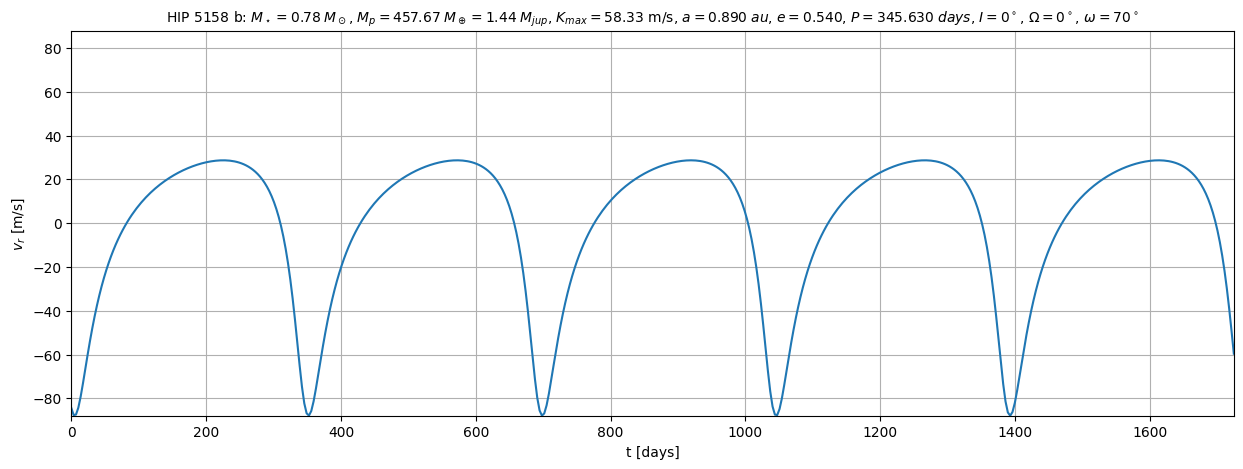 HIP 5158 b: M⋆ = 0.78 M⊙, Mp = 457.67 M⊕ = 1.44 Mjup, Kmax = 58.33 m/s, a = 0.890 au, e = 0.540, P = 345.630 days, I = 0°, Ω = 0°, ω = 70°
80
60
40
20
0
−20
−40
−60
−80
vr [m/s]
0 200 400 600 800 1000 1200 1400 1600
t [days]